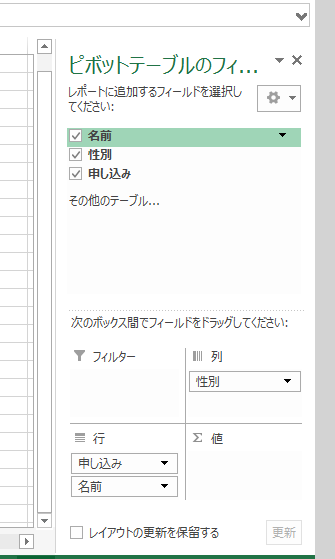 ピボットテーブルのフィ...
レポートに追加するフィールドを選択し
てください:
名前
性別
申し込み
その他のテーブル...
次のボックス間でフィールドをドラッグしてください:
フィルター
列
性別
行
Σ 値
申し込み
名前
レイアウトの更新を保留する
更新